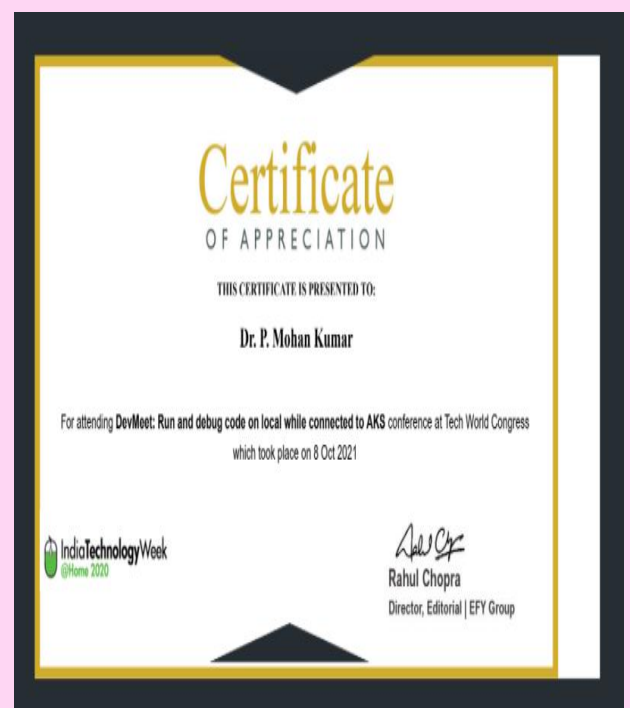 Certificate
OF APPRECIATION
THIS CERTIFICATE IS PRESENTED TO:
Dr. P. Mohan Kumar
For attending DevMeet: Run and debug code on local while connected to AKS conference at Tech World Congress
which took place on 8 Oct 2021
IndiaTechnologyWeek
@Home 2020
Rahul Chopra
Director, Editorial | EFY Group